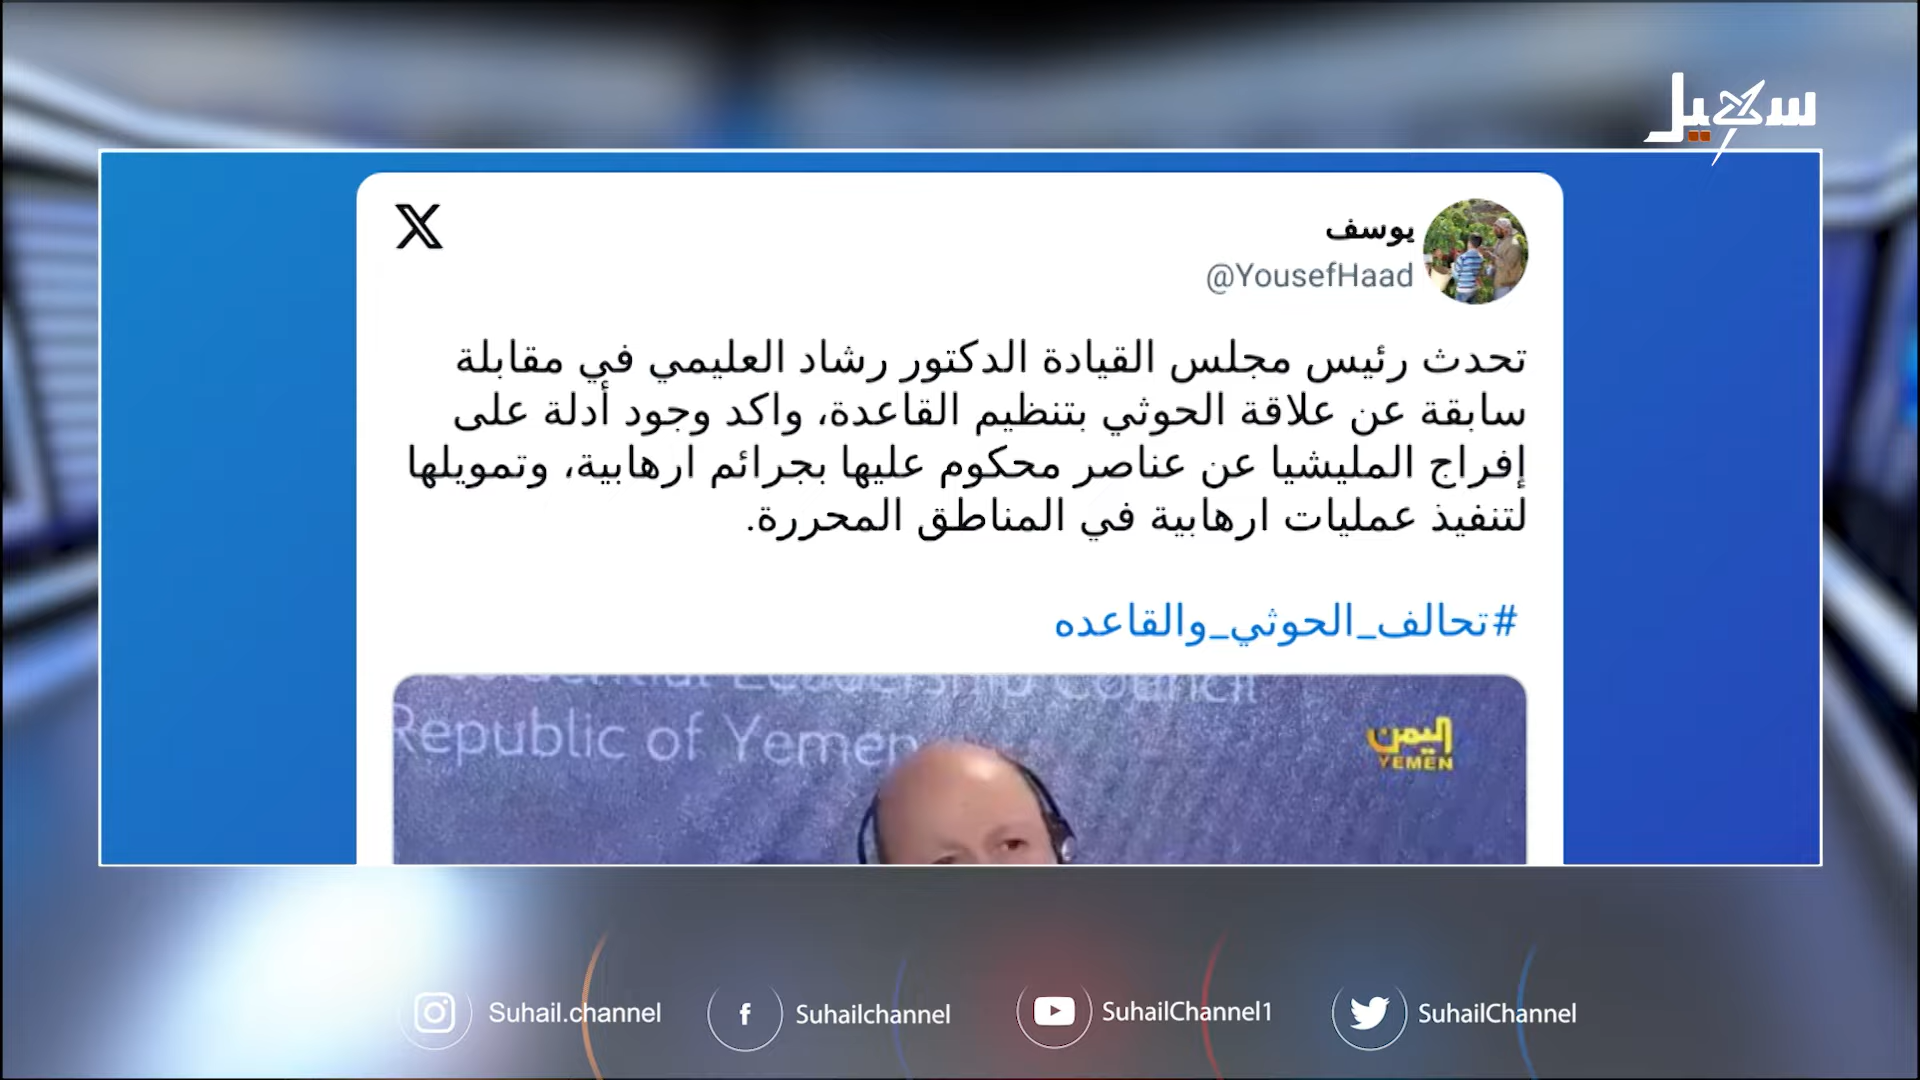 سهيل
يوسف
@YousefHaad
تحدث رئيس مجلس القيادة الدكتور رشاد العليمي في مقابلة
سابقة عن علاقة الحوثي بتنظيم القاعدة، واكد وجود أدلة على
إفراج المليشيا عن عناصر محكوم عليها بجرائم ارهابية، وتمويلها
لتنفيذ عمليات ارهابية في المناطق المحررة.
#تحالف_الحوثي_والقاعده
Leadership Council
Republic of Yemen
اليمن
YEMEN
Suhail.channel
Suhailchannel
SuhailChannel1
SuhailChannel